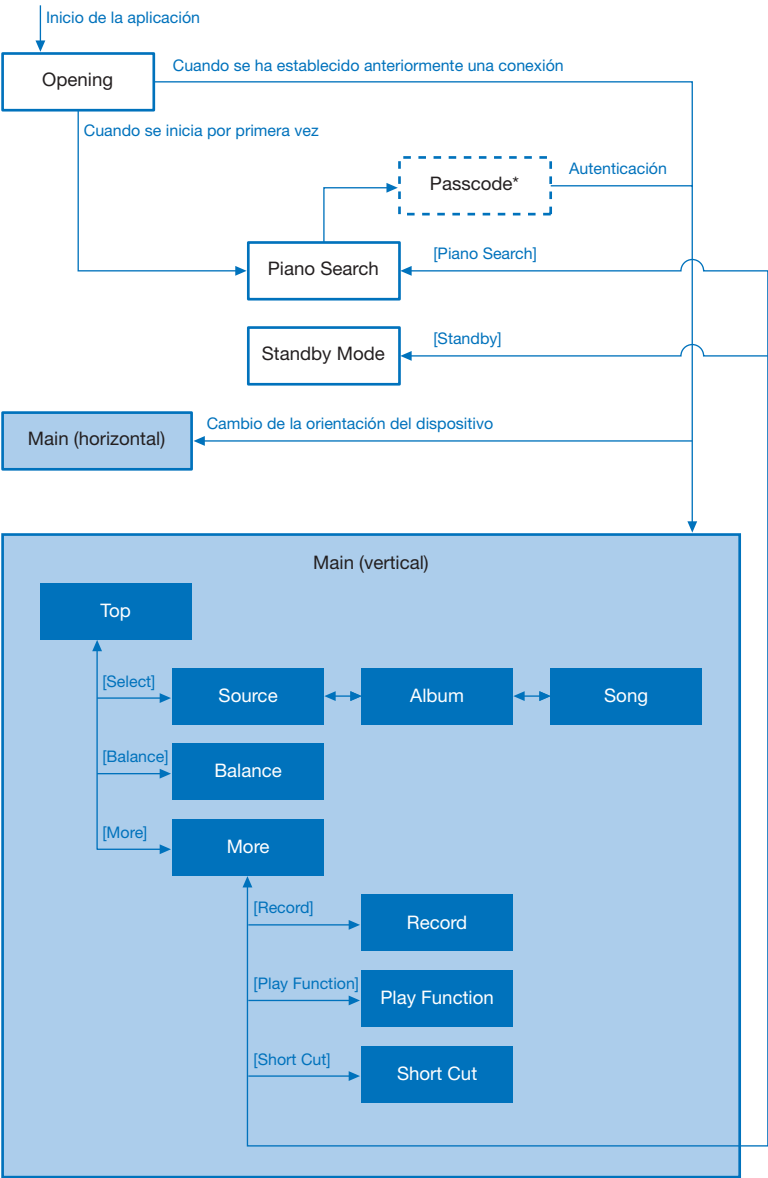 Inicio de la aplicación
Opening
Cuando se ha establecido anteriormente una conexión
Cuando se inicia por primera vez
Passcode*
Autenticación
Piano Search
[Piano Search]
Standby Mode
[Standby]
Main (horizontal)
Cambio de la orientación del dispositivo
Main (vertical)
Top
[Select]
Source
Album
Song
[Balance]
Balance
[More]
More
[Record]
Record
[Play Function]
Play Function
[Short Cut]
Short Cut